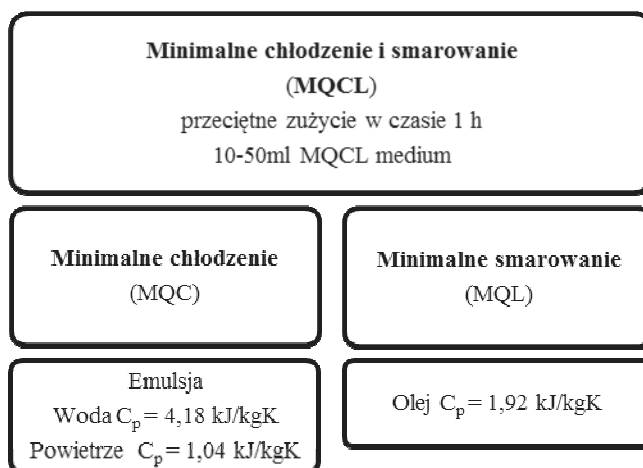 Minimalne chłodzenie i smarowanie
(MQCL)
przeciętne zużycie w czasie 1 h
10-50ml MQCL medium
Minimalne chłodzenie
(MQC)
Minimalne smarowanie
(MQL)
Emulsja
Woda Cp = 4,18 kJ/kgK
Powietrze Cp = 1,04 kJ/kgK
Olej Cp = 1,92 kJ/kgK